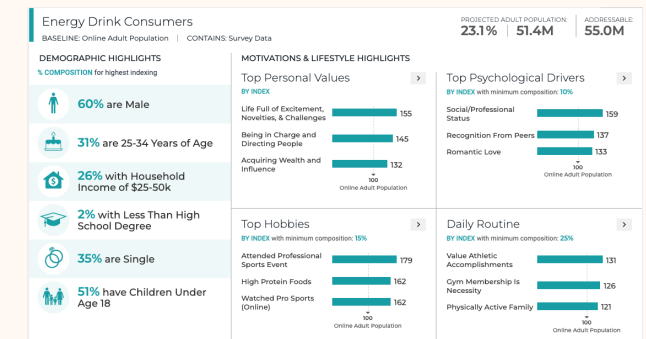 Energy Drink Consumers
BASELINE: Online Adult Population | CONTAINS: Survey Data
PROJECTED ADULT POPULATION:
23.1% | 51.4M
ADDRESSABLE:
55.0M
DEMOGRAPHIC HIGHLIGHTS
% COMPOSITION for highest indexing
60% are Male
31% are 25-34 Years of Age
26% with Household
Income of $25-50k
2% with Less Than High
School Degree
35% are Single
51% have Children Under
Age 18
MOTIVATIONS & LIFESTYLE HIGHLIGHTS
Top Personal Values
BY INDEX
Life Full of Excitement,
Novelties, & Challenges
155
Being in Charge and
Directing People
145
Acquiring Wealth and
Influence
132
100
Online Adult Population
Top Psychological Drivers
BY INDEX with minimum composition: 10%
Social/Professional
Status
159
Recognition From Peers
137
Romantic Love
133
100
Online Adult Population
Top Hobbies
BY INDEX with minimum composition: 15%
Attended Professional
Sports Event
179
High Protein Foods
162
Watched Pro Sports
(Online)
162
100
Online Adult Population
Daily Routine
BY INDEX with minimum composition: 25%
Value Athletic
Accomplishments
131
Gym Membership Is
Necessity
126
Physically Active Family
121
100
Online Adult Population